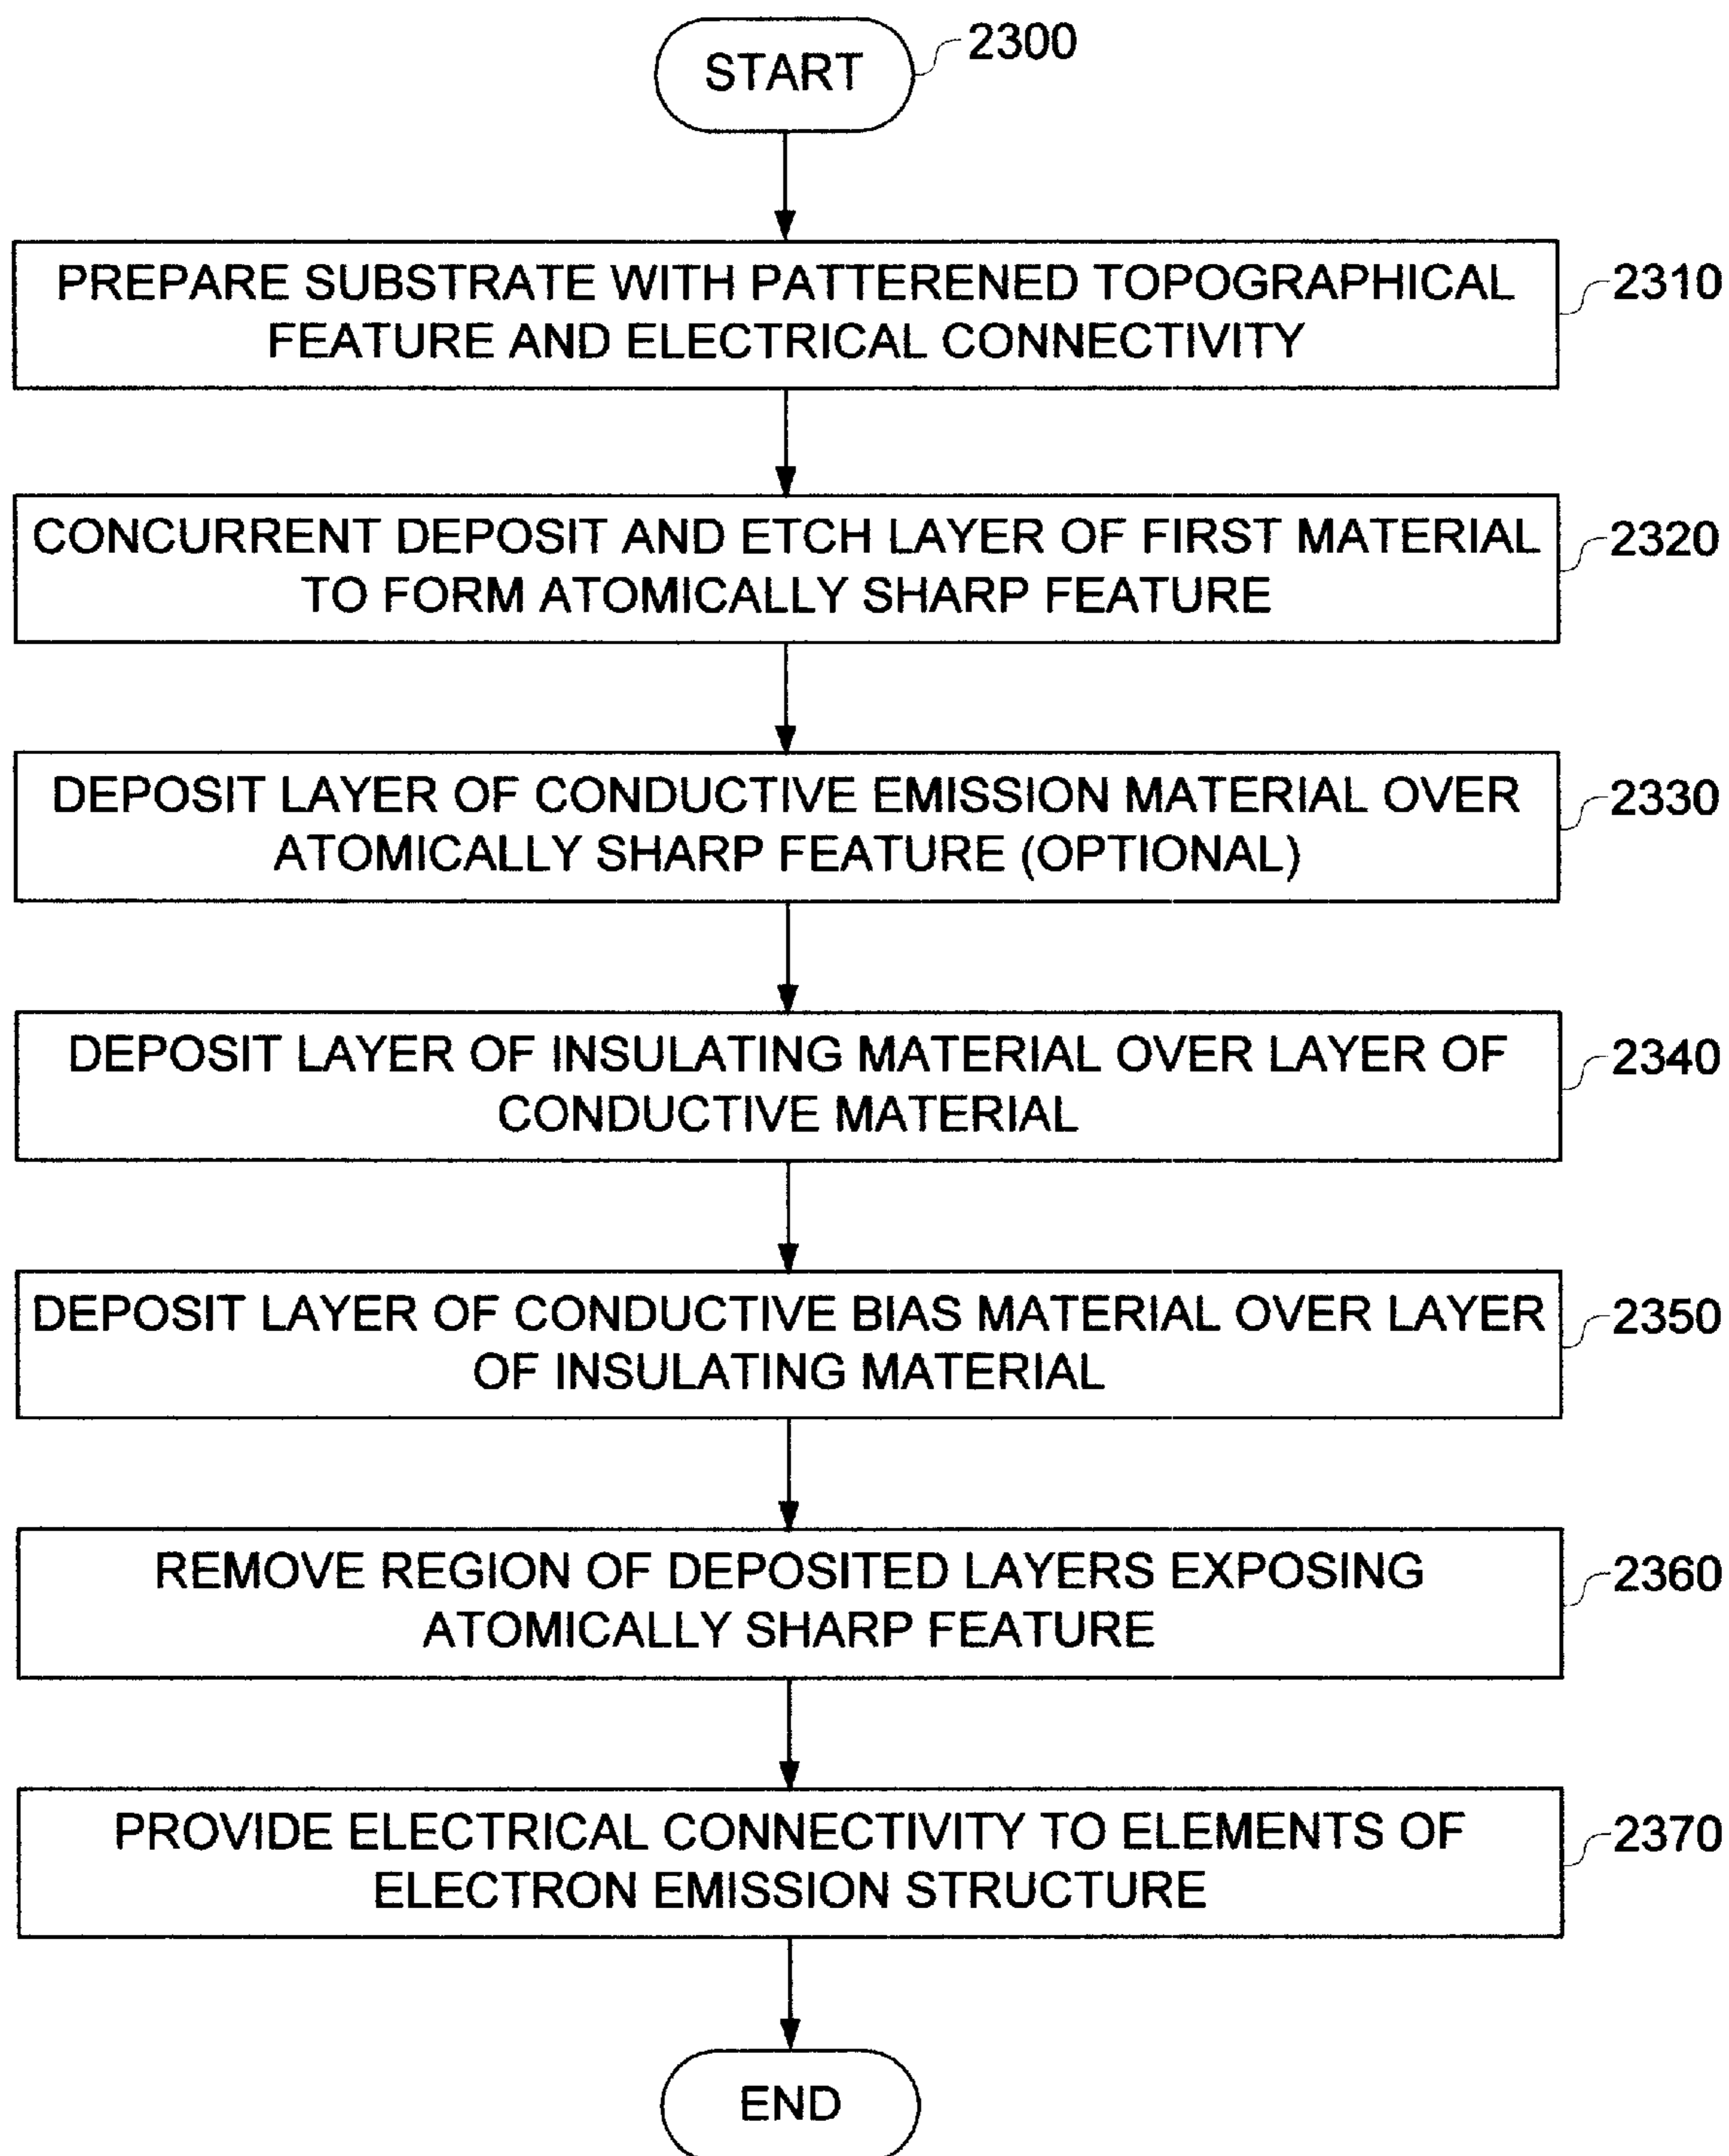 START
2300
PREPARE SUBSTRATE WITH PATTERENED TOPOGRAPHICAL
FEATURE AND ELECTRICAL CONNECTIVITY
2310
CONCURRENT DEPOSIT AND ETCH LAYER OF FIRST MATERIAL
TO FORM ATOMICALLY SHARP FEATURE
2320
DEPOSIT LAYER OF CONDUCTIVE EMISSION MATERIAL OVER
ATOMICALLY SHARP FEATURE (OPTIONAL)
2330
DEPOSIT LAYER OF INSULATING MATERIAL OVER LAYER OF
CONDUCTIVE MATERIAL
2340
DEPOSIT LAYER OF CONDUCTIVE BIAS MATERIAL OVER LAYER
OF INSULATING MATERIAL
2350
REMOVE REGION OF DEPOSITED LAYERS EXPOSING
ATOMICALLY SHARP FEATURE
2360
PROVIDE ELECTRICAL CONNECTIVITY TO ELEMENTS OF
ELECTRON EMISSION STRUCTURE
2370
END